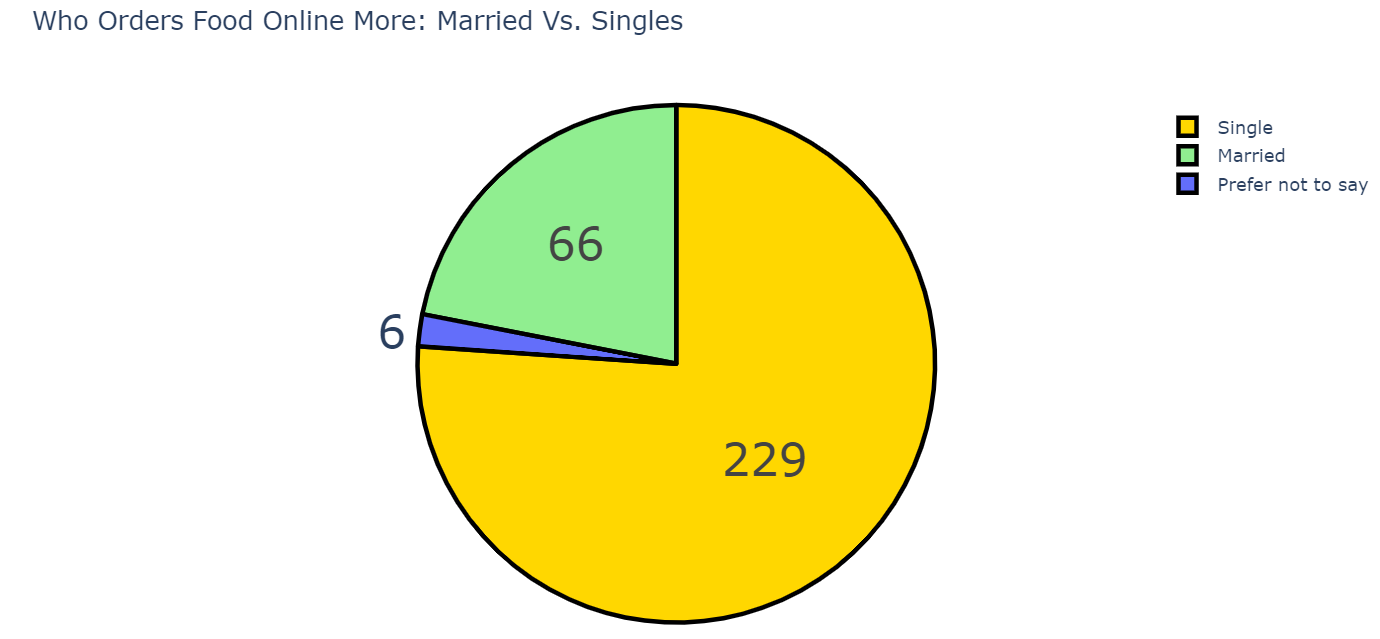 Who Orders Food Online More: Married Vs. Singles
Single
Married
Prefer not to say
66
6
229